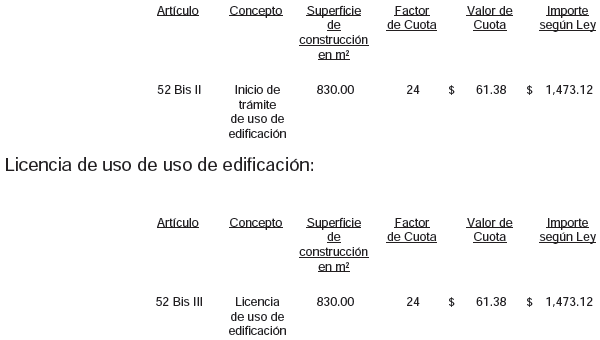 Artículo Concepto Superficie Factor Valor de Importe
de de Cuota Cuota según Ley
construcción
en m²
52 Bis II Inicio de 830.00 24 $ 61.38 $ 1,473.12
trámite
de uso de
edificación
Licencia de uso de uso de edificación:
Artículo Concepto Superficie Factor Valor de Importe
de de Cuota Cuota según Ley
construcción
en m²
52 Bis III Licencia 830.00 24 $ 61.38 $ 1,473.12
de uso de
edificación